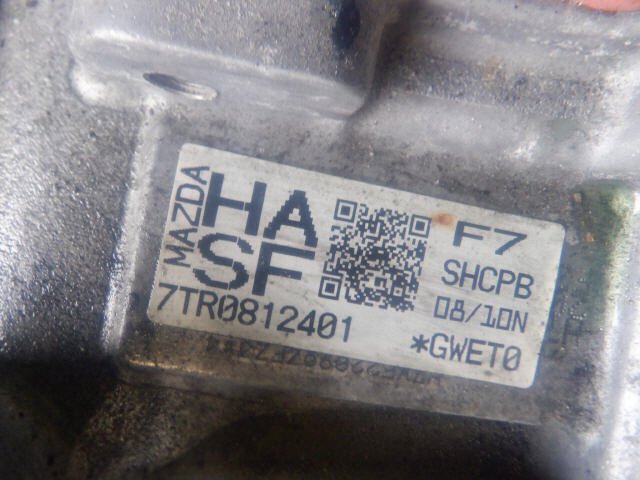 MAZDA
HA
SF
7TR0812401
F7
SHCPB
08/10N
*GWET0